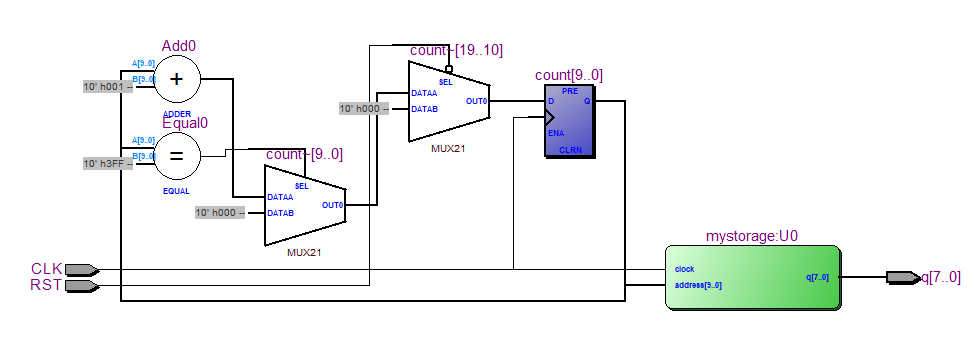 Add0
A[9..0]
B[9..0]
10' h001 --
+
ADDER
Equal0
A[9..0]
B[9..0]
10' h3FF --
=
EQUAL
count~[9..0]
SEL
DATAA
DATAB
OUT0
10' h000 --
MUX21
count~[19..10]
SEL
DATAA
DATAB
OUT0
10' h000 --
MUX21
count[9..0]
PRE
D
Q
ENA
CLRN
CLK
RST
mystorage:U0
clock
address[9..0]
q[7..0]
q[7..0]